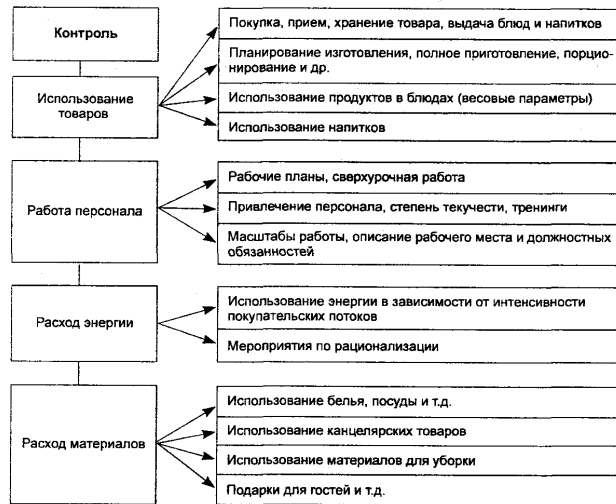 Контроль
Покупка, прием, хранение товара, выдача блюд и напитков
Использование
товаров
Планирование изготовления, полное приготовление, порцио-
нирование и др.
Использование продуктов в блюдах (весовые параметры)
Использование напитков
Работа персонала
Рабочие планы, сверхурочная работа
Привлечение персонала, степень текучести, тренинги
Масштабы работы, описание рабочего места и должностных
обязанностей
Расход энергии
Использование энергии в зависимости от интенсивности
покупательских потоков
Мероприятия по рационализации
Расход материалов
Использование белья, посуды и т.д.
Использование канцелярских товаров
Использование материалов для уборки
Подарки для гостей и т.д.